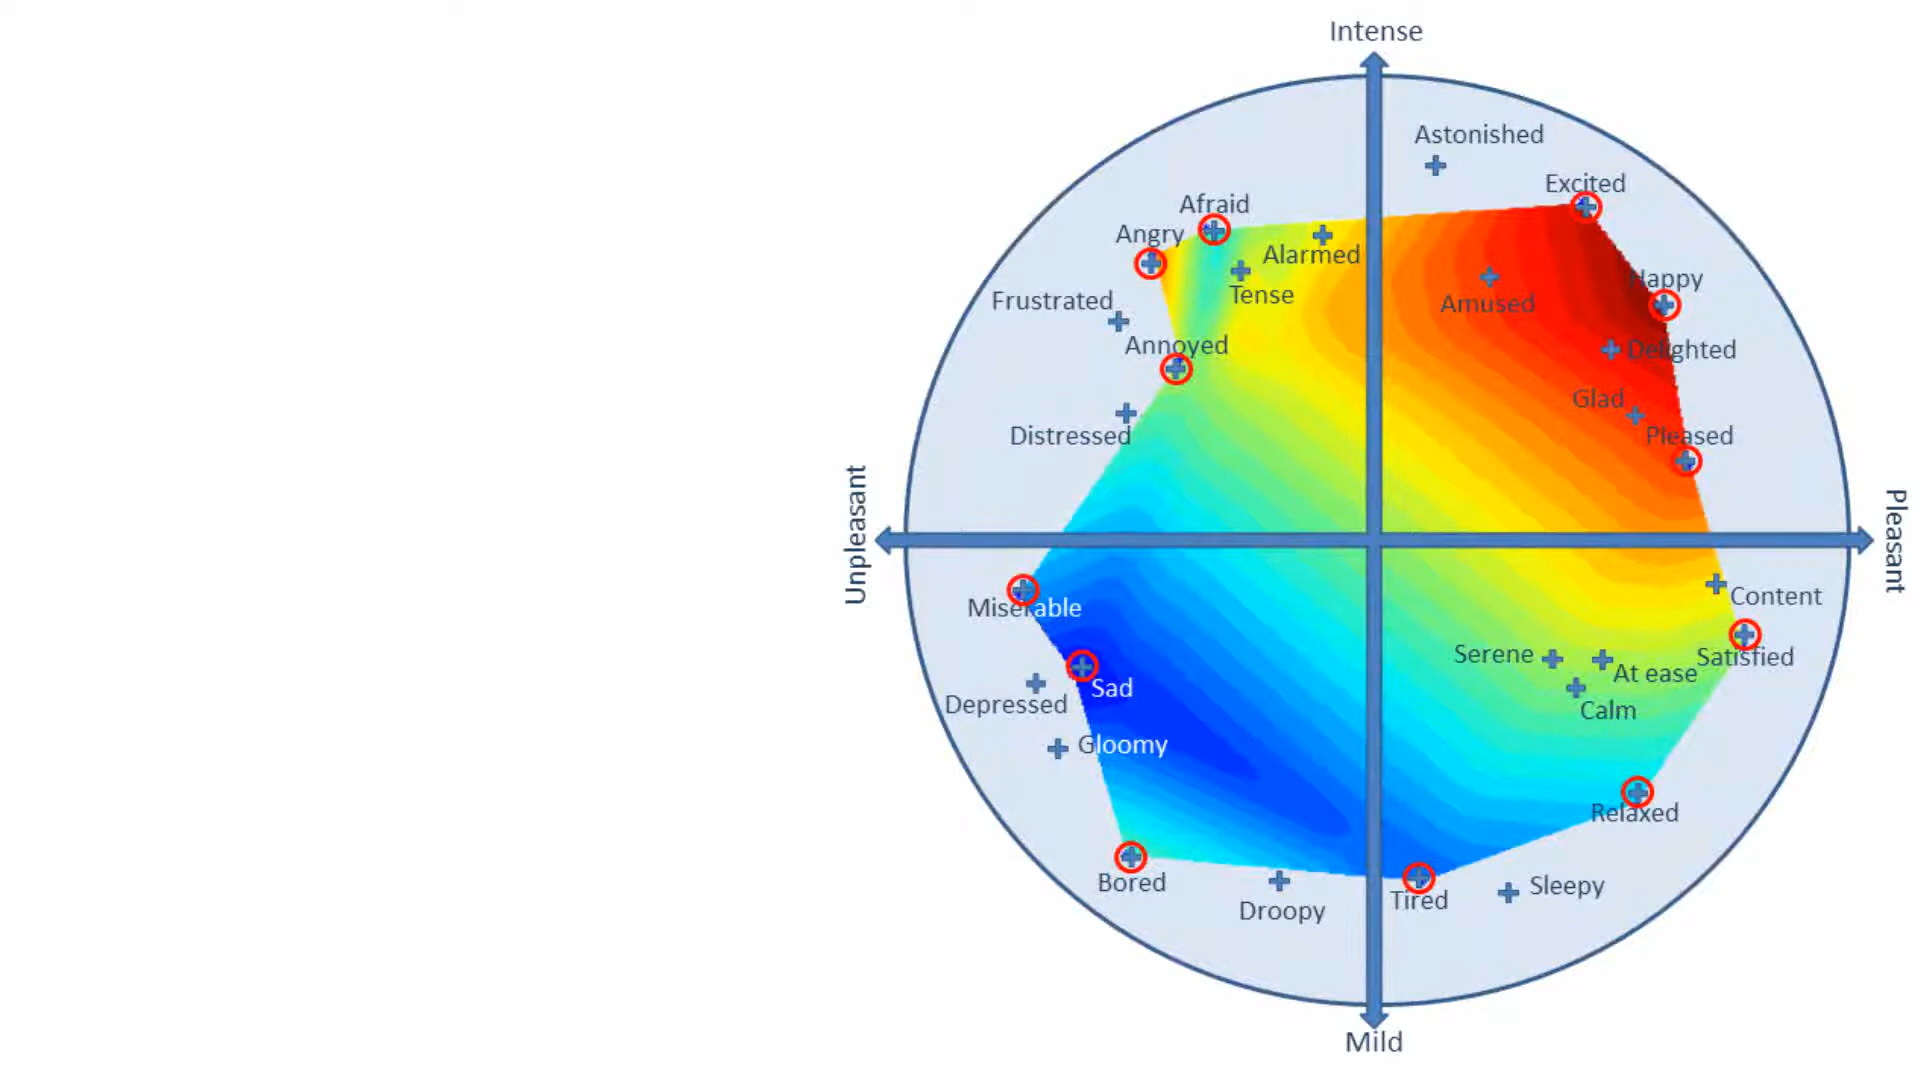 Intense
Astonished
Excited
Afraid
Angry
Alarmed
Happy
Tense
Frustrated
Amused
Annoyed
Delighted
Glad
Distressed
Pleased
Unpleasant
Pleasant
Content
Miserable
Serene
Satisfied
At ease
Sad
Depressed
Calm
Gloomy
Relaxed
Bored
Sleepy
Tired
Droopy
Mild